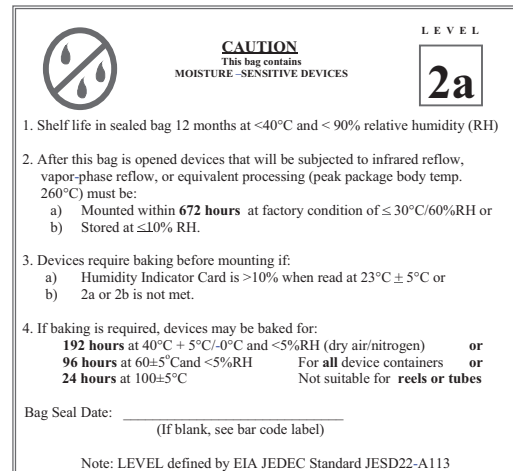 LEVEL
CAUTION
This bag contains
MOISTURE –SENSITIVE DEVICES
2a
1. Shelf life in sealed bag 12 months at <40°C and < 90% relative humidity (RH)
2. After this bag is opened devices that will be subjected to infrared reflow,
vapor-phase reflow, or equivalent processing (peak package body temp.
260°C) must be:
a) Mounted within 672 hours at factory condition of ≤ 30°C/60%RH or
b) Stored at ≤10% RH.
3. Devices require baking before mounting if:
a) Humidity Indicator Card is >10% when read at 23°C ± 5°C or
b) 2a or 2b is not met.
4. If baking is required, devices may be baked for:
192 hours at 40°C + 5°C/-0°C and <5%RH (dry air/nitrogen) or
96 hours at 60±5°Cand <5%RH For all device containers or
24 hours at 100±5°C Not suitable for reels or tubes
Bag Seal Date: ______________________________
(If blank, see bar code label)
Note: LEVEL defined by EIA JEDEC Standard JESD22-A113